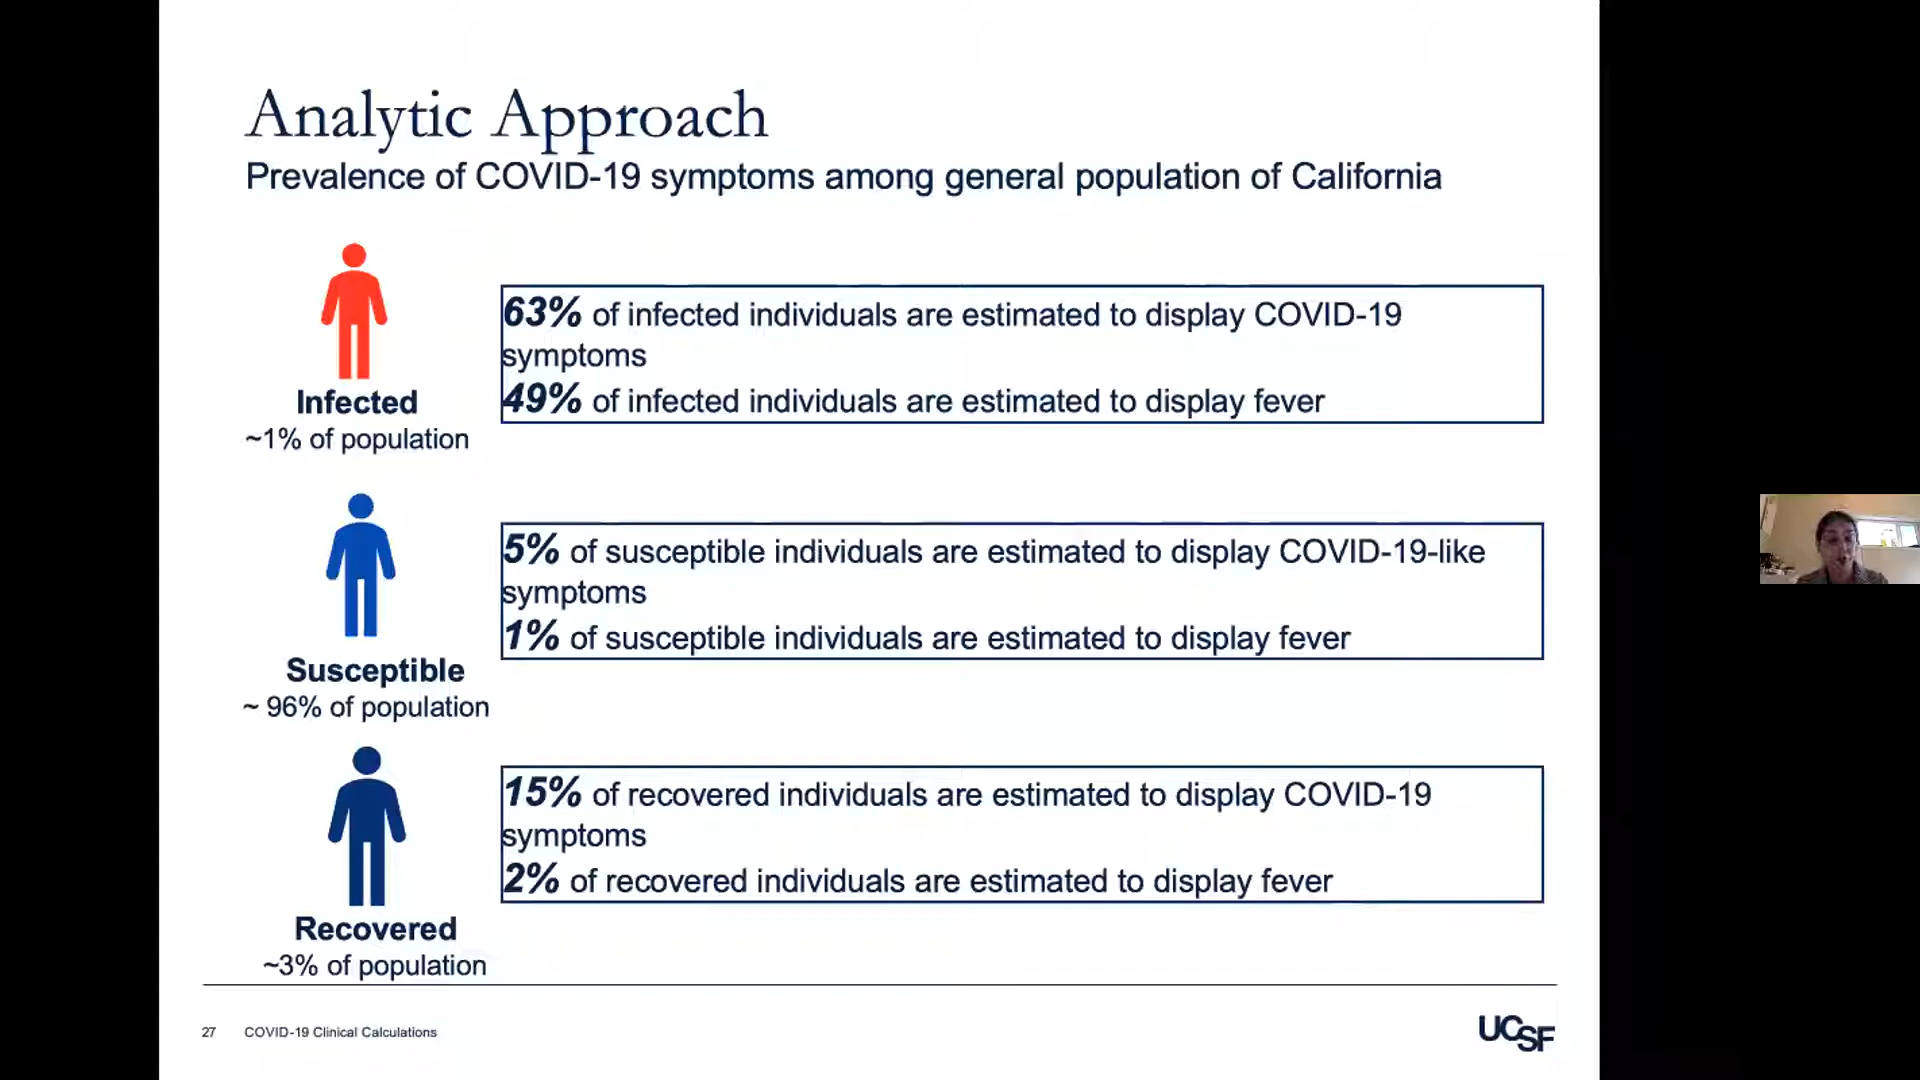 Analytic Approach
Prevalence of COVID-19 symptoms among general population of California
63% of infected individuals are estimated to display COVID-19
symptoms
49% of infected individuals are estimated to display fever
Infected
~1% of population
5% of susceptible individuals are estimated to display COVID-19-like
symptoms
1% of susceptible individuals are estimated to display fever
Susceptible
~ 96% of population
15% of recovered individuals are estimated to display COVID-19
symptoms
2% of recovered individuals are estimated to display fever
Recovered
~3% of population
27 COVID-19 Clinical Calculations
UCSF